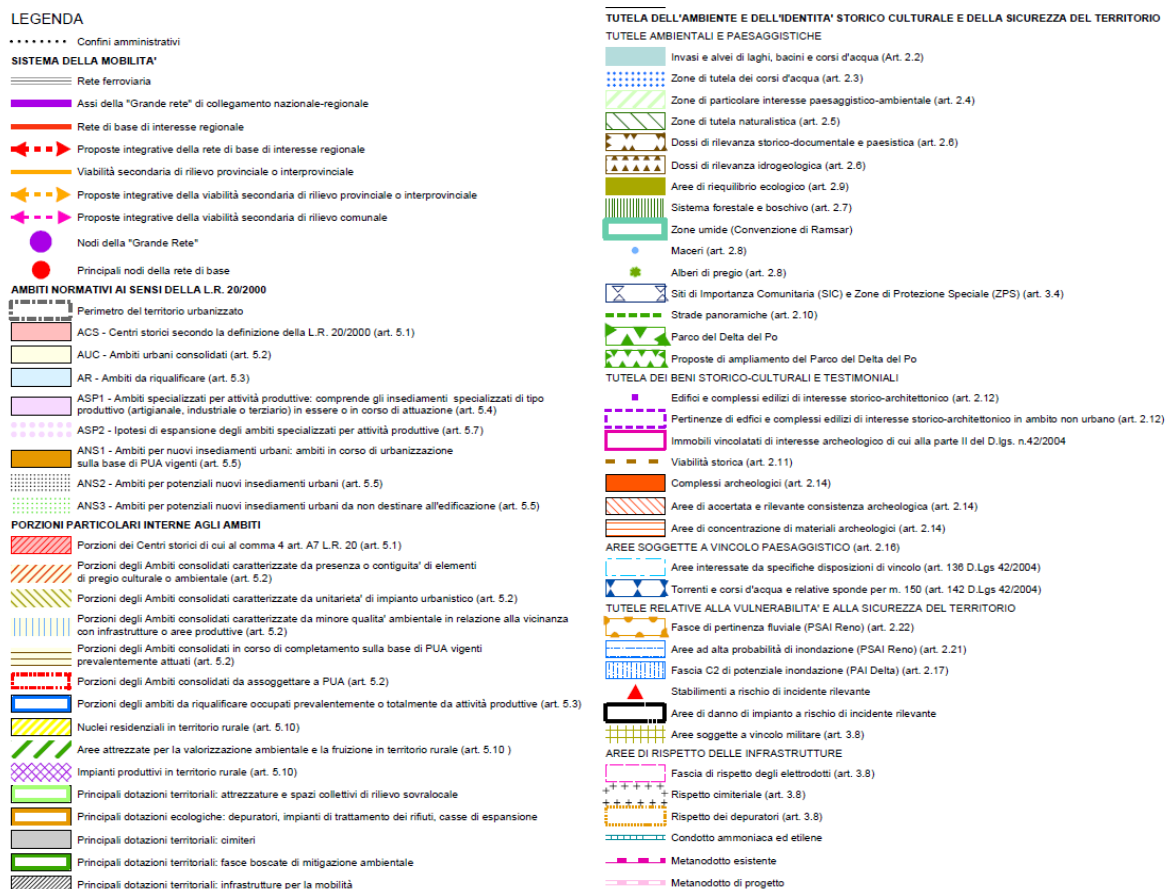 LEGENDA
Confini amministrativi
SISTEMA DELLA MOBILITA'
Rete ferroviaria
Assi della "Grande rete" di collegamento nazionale-regionale
Rete di base di interesse regionale
Proposte integrative della rete di base di interesse regionale
Viabilità secondaria di rilievo provinciale o interprovinciale
Proposte integrative della viabilità secondaria di rilievo provinciale o interprovinciale
Proposte integrative della viabilità secondaria di rilievo comunale
Nodi della "Grande Rete"
Principali nodi della rete di base
AMBITI NORMATIVI AI SENSI DELLA L.R. 20/2000
Perimetro del territorio urbanizzato
ACS - Centri storici secondo la definizione della L.R. 20/2000 (art. 5.1)
AUC - Ambiti urbani consolidati (art. 5.2)
AR - Ambiti da riqualificare (art. 5.3)
ASP1 - Ambiti specializzati per attività produttive: comprende gli insediamenti specializzati di tipo
produttivo (artigianale, industriale o terziario) in essere o in corso di attuazione (art. 5.4)
ASP2 - Ipotesi di espansione degli ambiti specializzati per attività produttive (art. 5.7)
ANS1 - Ambiti per nuovi insediamenti urbani: ambiti in corso di urbanizzazione
sulla base di PUA vigenti (art. 5.5)
ANS2 - Ambiti per potenziali nuovi insediamenti urbani (art. 5.5)
ANS3 - Ambiti per potenziali nuovi insediamenti urbani da non destinare all'edificazione (art. 5.5)
PORZIONI PARTICOLARI INTERNE AGLI AMBITI
Porzioni dei Centri storici di cui al comma 4 art. A7 L.R. 20 (art. 5.1)
Porzioni degli Ambiti consolidati caratterizzate da presenza o contiguita' di elementi
di pregio culturale o ambientale (art. 5.2)
Porzioni degli Ambiti consolidati caratterizzate da unitarieta' di impianto urbanistico (art. 5.2)
Porzioni degli Ambiti consolidati caratterizzate da minore qualita' ambientale in relazione alla vicinanza
con infrastrutture o aree produttive (art. 5.2)
Porzioni degli Ambiti consolidati in corso di completamento sulla base di PUA vigenti
prevalentemente attuati (art. 5.2)
Porzioni degli Ambiti consolidati da assoggettare a PUA (art. 5.2)
Porzioni degli ambiti da riqualificare occupati prevalentemente o totalmente da attività produttive (art. 5.3)
Nuclei residenziali in territorio rurale (art. 5.10)
Aree attrezzate per la valorizzazione ambientale e la fruizione in territorio rurale (art. 5.10 )
Impianti produttivi in territorio rurale (art. 5.10)
Principali dotazioni territoriali: attrezzature e spazi collettivi di rilievo sovralocale
Principali dotazioni ecologiche: depuratori, impianti di trattamento dei rifiuti, casse di espansione
Principali dotazioni territoriali: cimiteri
Principali dotazioni territoriali: fasce boscate di mitigazione ambientale
Principali dotazioni territoriali: infrastrutture per la mobilità
TUTELA DELL'AMBIENTE E DELL'IDENTITA' STORICO CULTURALE E DELLA SICUREZZA DEL TERRITORIO
TUTELE AMBIENTALI E PAESAGGISTICHE
Invasi e alvei di laghi, bacini e corsi d'acqua (Art. 2.2)
Zone di tutela dei corsi d'acqua (art. 2.3)
Zone di particolare interesse paesaggistico-ambientale (art. 2.4)
Zone di tutela naturalistica (art. 2.5)
Dossi di rilevanza storico-documentale e paesistica (art. 2.6)
Dossi di rilevanza idrogeologica (art. 2.6)
Aree di riequilibrio ecologico (art. 2.9)
Sistema forestale e boschivo (art. 2.7)
Zone umide (Convenzione di Ramsar)
Maceri (art. 2.8)
Alberi di pregio (art. 2.8)
Siti di Importanza Comunitaria (SIC) e Zone di Protezione Speciale (ZPS) (art. 3.4)
Strade panoramiche (art. 2.10)
Parco del Delta del Po
Proposte di ampliamento del Parco del Delta del Po
TUTELA DEI BENI STORICO-CULTURALI E TESTIMONIALI
Edifici e complessi edilizi di interesse storico-architettonico (art. 2.12)
Pertinenze di edfici e complessi edilizi di interesse storico-architettonico in ambito non urbano (art. 2.12)
Immobili vincolatati di interesse archeologico di cui alla parte II del D.lgs. n.42/2004
Viabilità storica (art. 2.11)
Complessi archeologici (art. 2.14)
Aree di accertata e rilevante consistenza archeologica (art. 2.14)
Aree di concentrazione di materiali archeologici (art. 2.14)
AREE SOGGETTE A VINCOLO PAESAGGISTICO (art. 2.16)
Aree interessate da specifiche disposizioni di vincolo (art. 136 D.Lgs 42/2004)
Torrenti e corsi d'acqua e relative sponde per m. 150 (art. 142 D.Lgs 42/2004)
TUTELE RELATIVE ALLA VULNERABILITA' E ALLA SICUREZZA DEL TERRITORIO
Fasce di pertinenza fluviale (PSAI Reno) (art. 2.22)
Aree ad alta probabilità di inondazione (PSAI Reno) (art. 2.21)
Fascia C2 di potenziale inondazione (PAI Delta) (art. 2.17)
Stabilimenti a rischio di incidente rilevante
Aree di danno di impianto a rischio di incidente rilevante
Aree soggette a vincolo militare (art. 3.8)
AREE DI RISPETTO DELLE INFRASTRUTTURE
Fascia di rispetto degli elettrodotti (art. 3.8)
Rispetto cimiteriale (art. 3.8)
Rispetto dei depuratori (art. 3.8)
Condotto ammoniaca ed etilene
Metanodotto esistente
Metanodotto di progetto